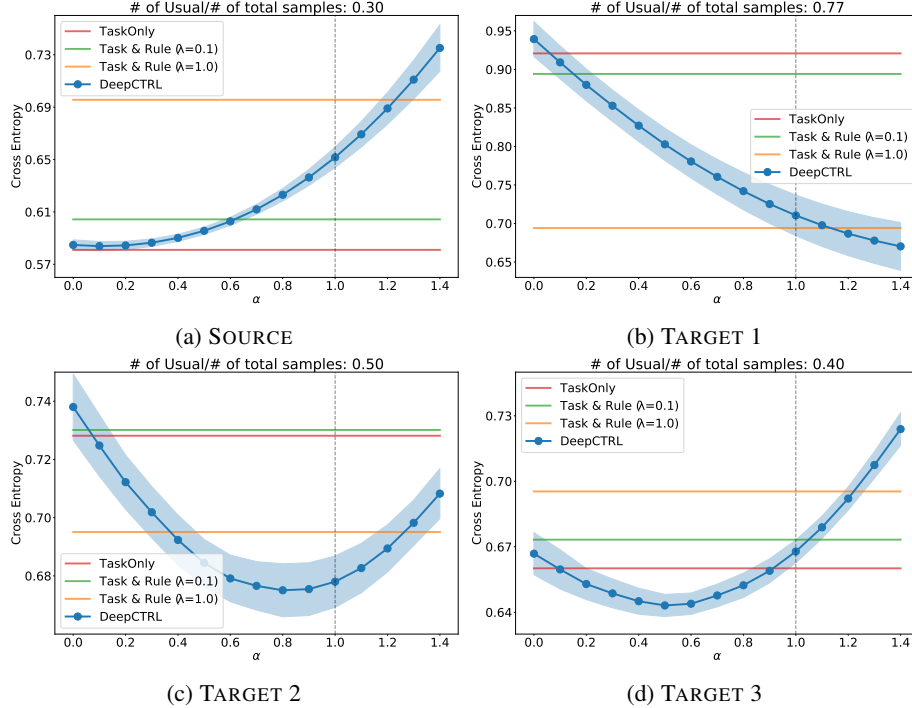 # of Usual/# of total samples: 0.30
Cross Entropy
0.73
0.69
0.65
0.61
0.57
TaskOnly
Task & Rule (λ=0.1)
Task & Rule (λ=1.0)
DeepCTRL
0.0 0.2 0.4 0.6 0.8 1.0 1.2 1.4
α
(a) SOURCE
# of Usual/# of total samples: 0.77
Cross Entropy
0.95
0.90
0.85
0.80
0.75
0.70
0.65
TaskOnly
Task & Rule (λ=0.1)
Task & Rule (λ=1.0)
DeepCTRL
0.0 0.2 0.4 0.6 0.8 1.0 1.2 1.4
α
(b) TARGET 1
# of Usual/# of total samples: 0.50
Cross Entropy
0.74
0.72
0.70
0.68
TaskOnly
Task & Rule (λ=0.1)
Task & Rule (λ=1.0)
DeepCTRL
0.0 0.2 0.4 0.6 0.8 1.0 1.2 1.4
α
(c) TARGET 2
# of Usual/# of total samples: 0.40
Cross Entropy
0.73
0.70
0.67
0.64
TaskOnly
Task & Rule (λ=0.1)
Task & Rule (λ=1.0)
DeepCTRL
0.0 0.2 0.4 0.6 0.8 1.0 1.2 1.4
α
(d) TARGET 3